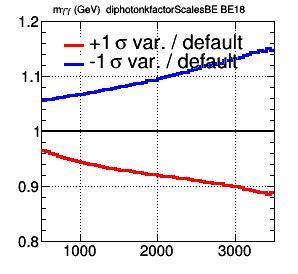 mγγ (GeV) diphotonkfactorScalesBE BE18
1.2
+1 σ var. / default
-1 σ var. / default
1.1
1
0.9
0.8
1000 2000 3000